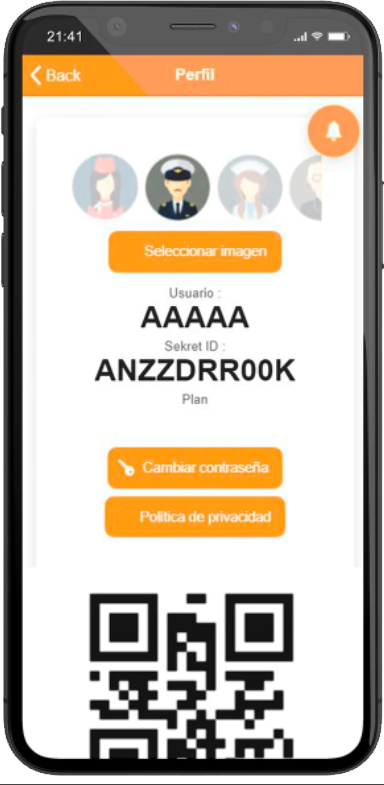 21:41
Back
Perfil
Seleccionar imagen
Usuario :
AAAAA
Sekret ID :
ANZZDRR00K
Plan
Cambiar contraseña
Política de privacidad